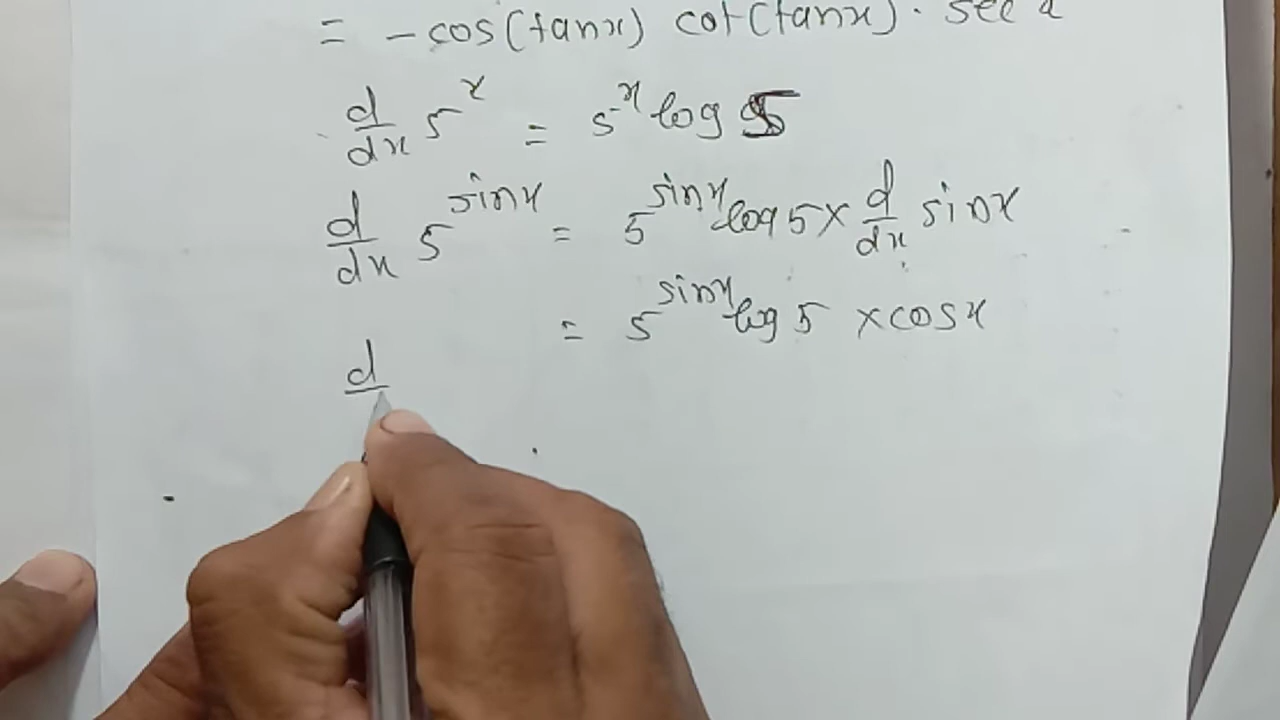 = -cos(tanx) cot(tanx). sec
d/dx 5^x = 5^x log 5
d/dx 5^sinx = 5^sinx log 5 × d/dx sinx
= 5^sinx log 5 × cosx
d